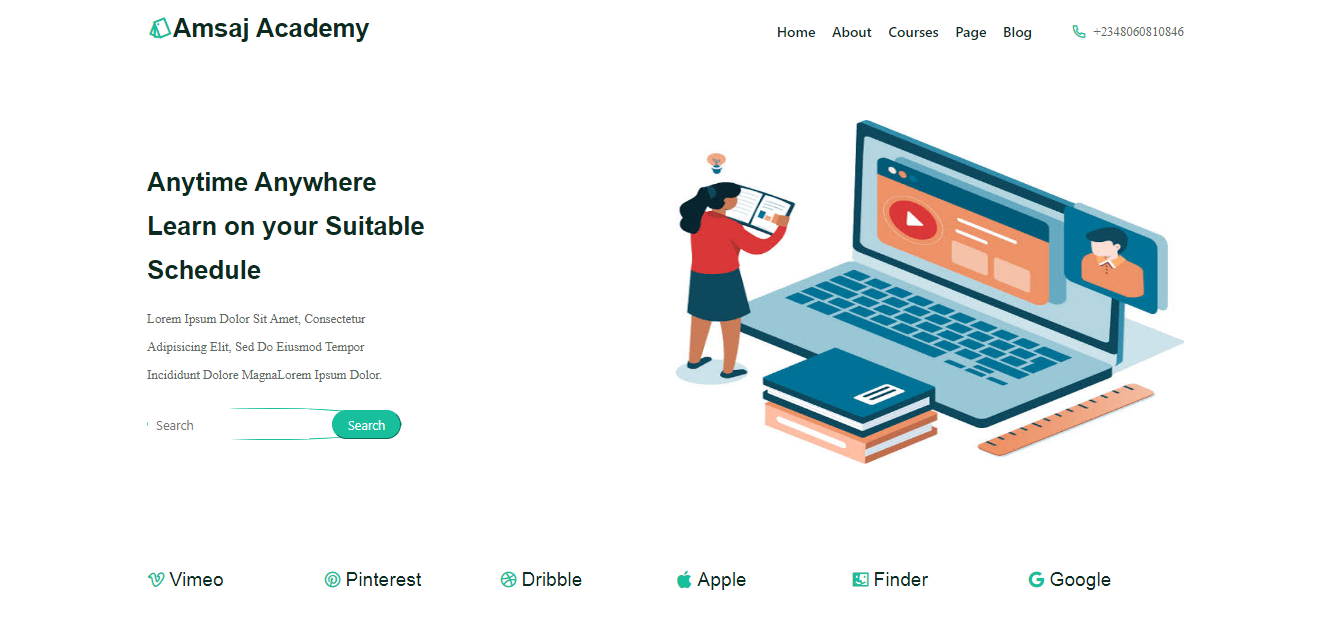 Amsaj Academy
Home About Courses Page Blog +2348060810846
Anytime Anywhere
Learn on your Suitable
Schedule
Lorem Ipsum Dolor Sit Amet, Consectetur
Adipisicing Elit, Sed Do Eiusmod Tempor
Incididunt Dolore MagnaLorem Ipsum Dolor.
Search Search
Vimeo Pinterest Dribble Apple Finder Google